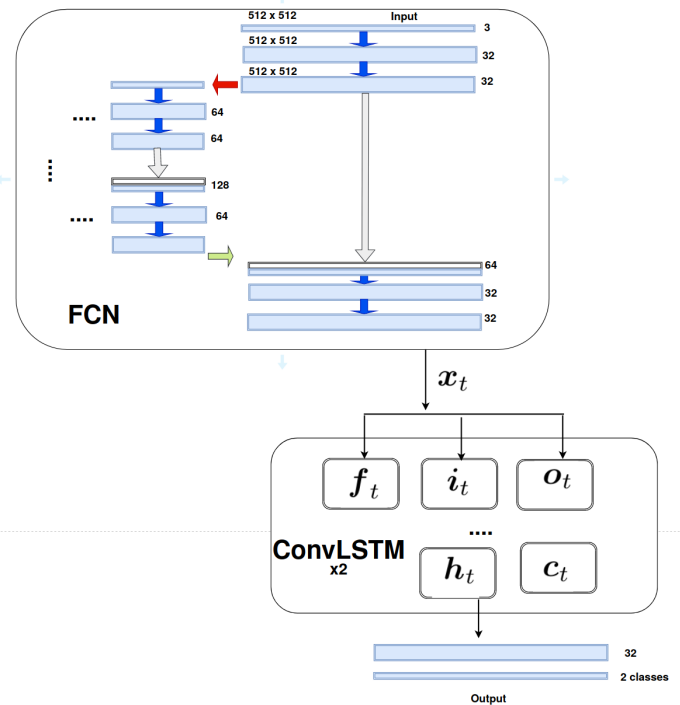 512 x 512 Input
3
512 x 512
32
512 x 512
32
....
64
64
....
128
....
64
64
32
32
FCN
x_t
f_t i_t o_t
....
ConvLSTM
x2
h_t c_t
32
2 classes
Output